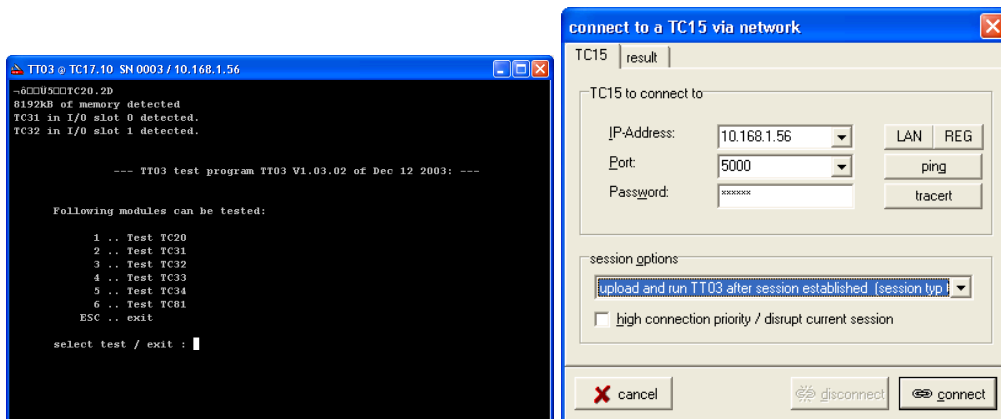 TT03 @ TC17.10 SN 0003 / 10.168.1.56
TC20.2D
8192kB of memory detected
TC31 in I/O slot 0 detected.
TC32 in I/O slot 1 detected.
--- TT03 test program TT03 V1.03.02 of Dec 12 2003: ---
Following modules can be tested:
1 .. Test TC20
2 .. Test TC31
3 .. Test TC32
4 .. Test TC33
5 .. Test TC34
6 .. Test TC81
ESC .. exit
select test / exit :
connect to a TC15 via network
TC15 result
TC15 to connect to
IP-Address: 10.168.1.56 LAN REG
Port: 5000 ping
Password: ×××××× tracert
session options
upload and run TT03 after session established (session typ
high connection priority / disrupt current session
cancel disconnect connect